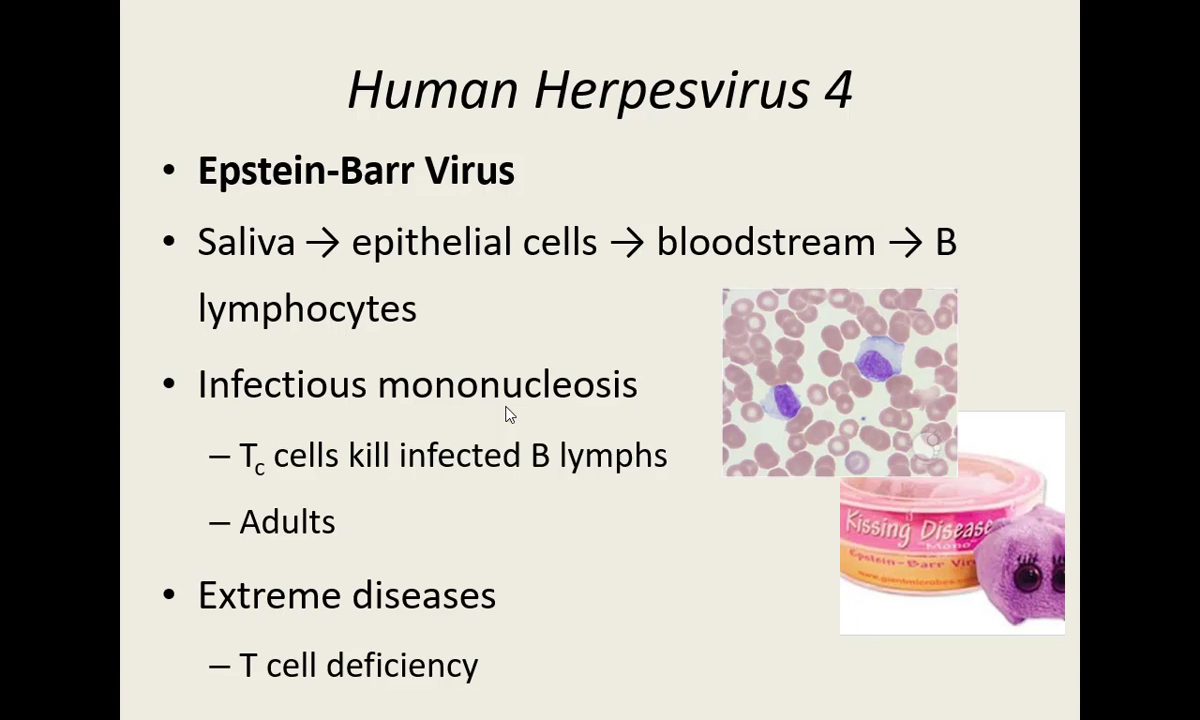 Human Herpesvirus 4
• Epstein-Barr Virus
• Saliva → epithelial cells → bloodstream → B
lymphocytes
• Infectious mononucleosis
– Tc cells kill infected B lymphs
– Adults
• Extreme diseases
– T cell deficiency
Kissing Disease
"Mono"
Epstein-Barr